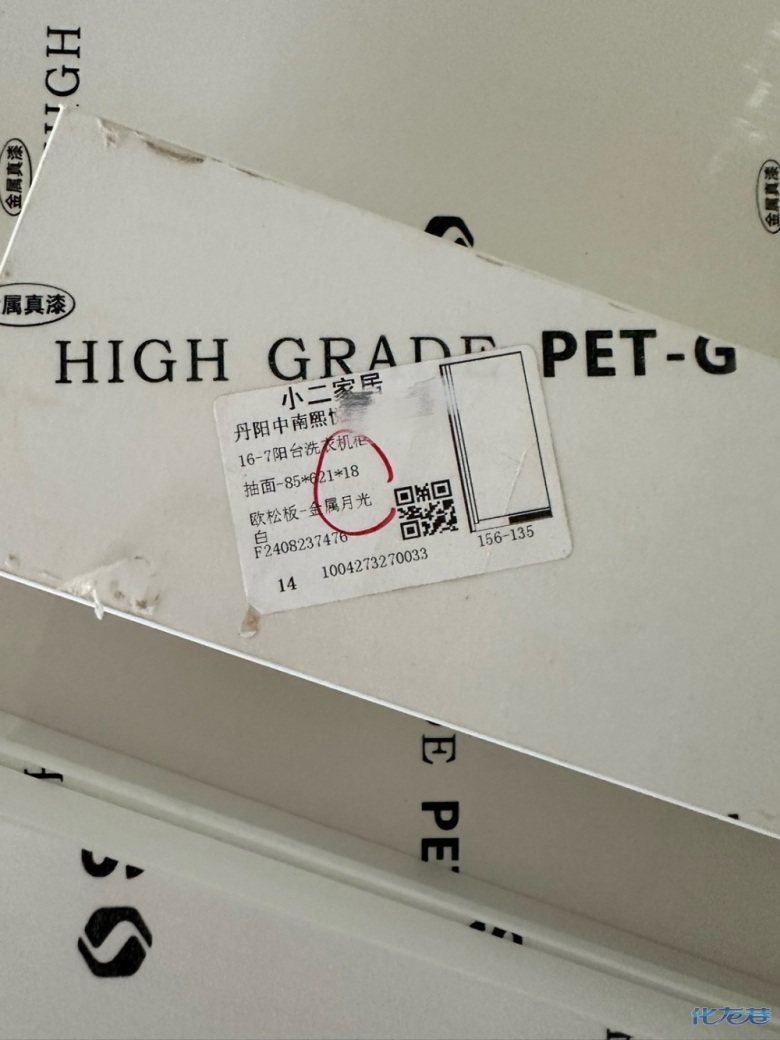 HIGH
金属真漆
金属真漆
属真漆
HIGH GRADE PET-G
小二家居
丹阳中南熙
16-7阳台洗衣机柜
抽面-85*621*18
欧松板-金属月光
白
F2408237476
14 1004273270033
156-135
PET
化龙巷